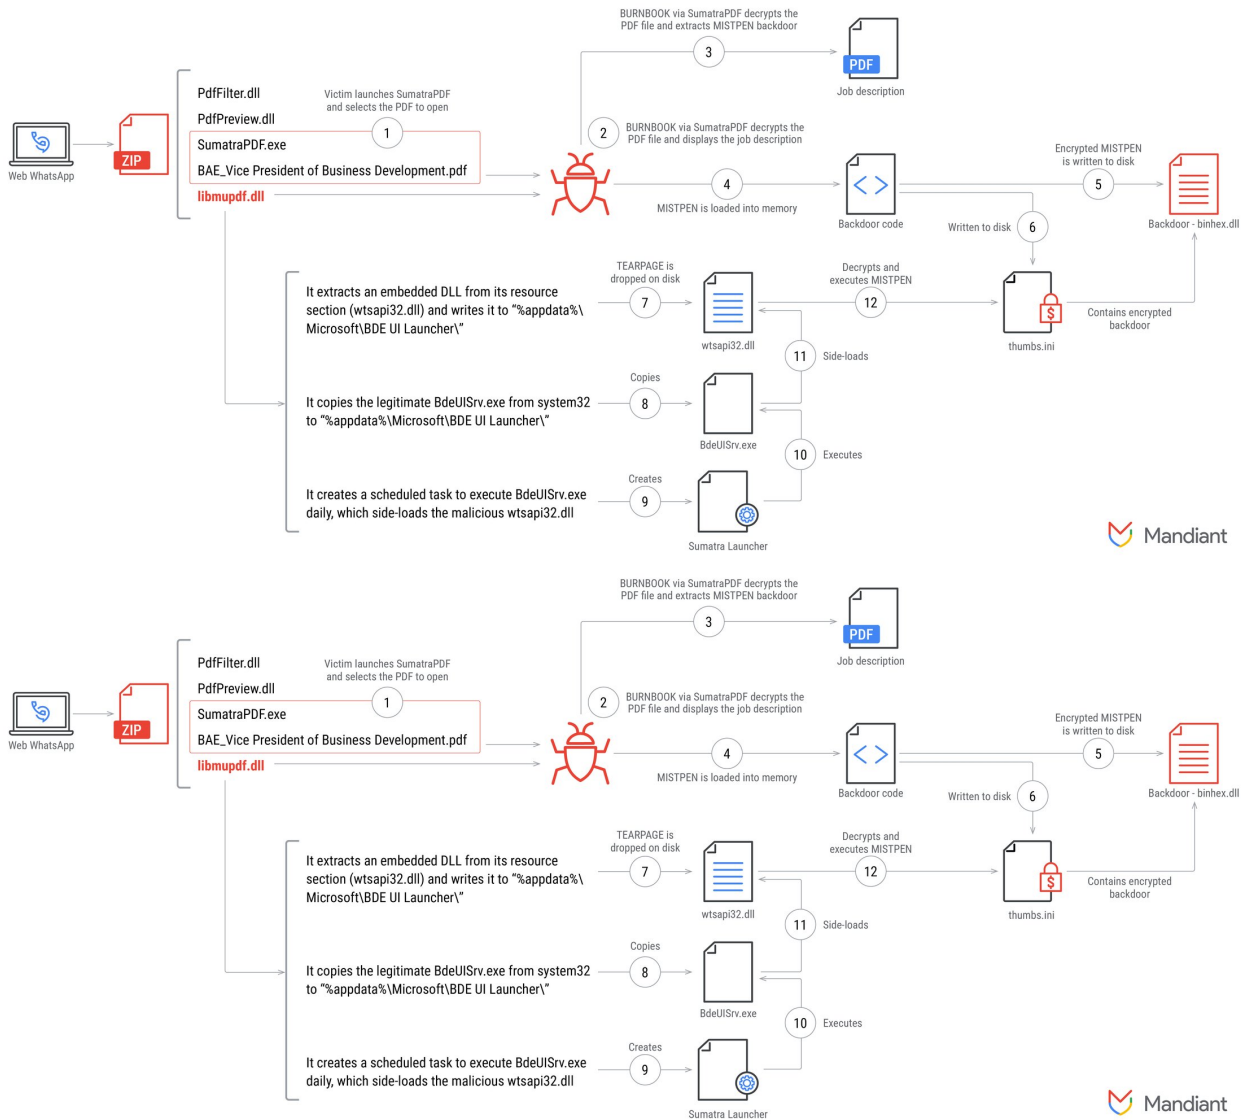 BURNBOOK via SumatraPDF decrypts the
PDF file and extracts MISTPEN backdoor
3
PDF
Job description
PdfFilter.dll
PdfPreview.dll
SumatraPDF.exe
BAE_Vice President of Business Development.pdf
libmupdf.dll
Victim launches SumatraPDF
and selects the PDF to open
1
ZIP
Web WhatsApp
2
BURNBOOK via SumatraPDF decrypts the
PDF file and displays the job description
4
MISTPEN is loaded into memory
Backdoor code
Encrypted MISTPEN
is written to disk
5
Backdoor - binhex.dll
Written to disk
6
It extracts an embedded DLL from its resource
section (wtsapi32.dll) and writes it to “%appdata%\
Microsoft\BDE UI Launcher\”
TEARPAGE is
dropped on disk
7
wtsapi32.dll
Decrypts and
executes MISTPEN
12
$
thumbs.ini
Contains encrypted
backdoor
11
Side-loads
It copies the legitimate BdeUISrv.exe from system32
to “%appdata%\Microsoft\BDE UI Launcher\”
Copies
8
BdeUISrv.exe
10
Executes
It creates a scheduled task to execute BdeUISrv.exe
daily, which side-loads the malicious wtsapi32.dll
Creates
9
Sumatra Launcher
Mandiant
BURNBOOK via SumatraPDF decrypts the
PDF file and extracts MISTPEN backdoor
3
PDF
Job description
PdfFilter.dll
PdfPreview.dll
SumatraPDF.exe
BAE_Vice President of Business Development.pdf
libmupdf.dll
Victim launches SumatraPDF
and selects the PDF to open
1
ZIP
Web WhatsApp
2
BURNBOOK via SumatraPDF decrypts the
PDF file and displays the job description
4
MISTPEN is loaded into memory
Backdoor code
Encrypted MISTPEN
is written to disk
5
Backdoor - binhex.dll
Written to disk
6
It extracts an embedded DLL from its resource
section (wtsapi32.dll) and writes it to “%appdata%\
Microsoft\BDE UI Launcher\”
TEARPAGE is
dropped on disk
7
wtsapi32.dll
Decrypts and
executes MISTPEN
12
$
thumbs.ini
Contains encrypted
backdoor
11
Side-loads
It copies the legitimate BdeUISrv.exe from system32
to “%appdata%\Microsoft\BDE UI Launcher\”
Copies
8
BdeUISrv.exe
10
Executes
It creates a scheduled task to execute BdeUISrv.exe
daily, which side-loads the malicious wtsapi32.dll
Creates
9
Sumatra Launcher
Mandiant